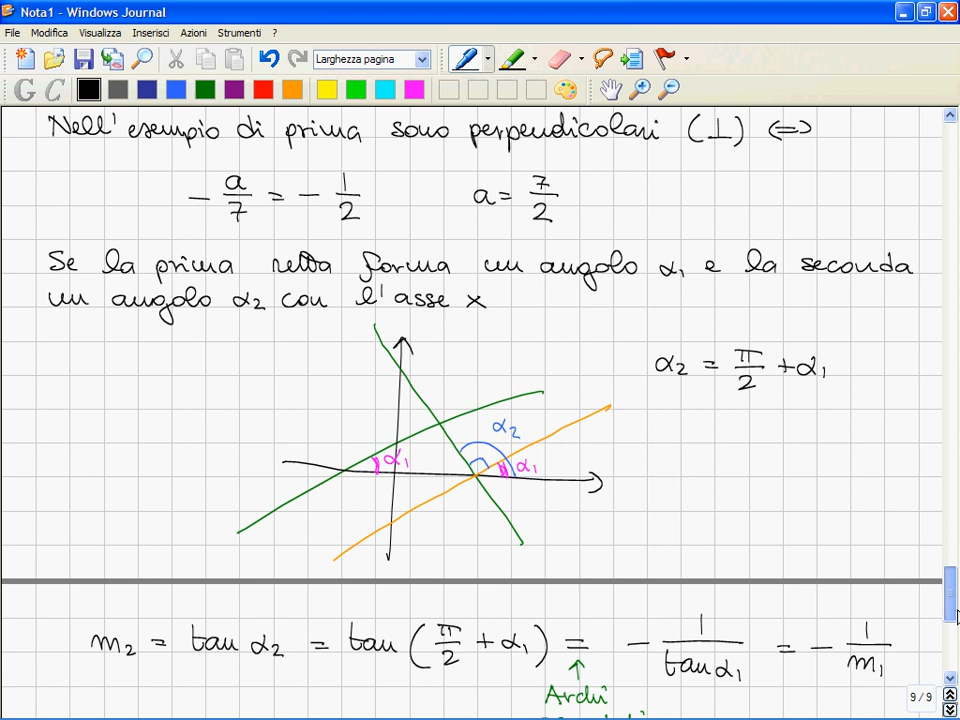 Nota1 - Windows Journal
File Modifica Visualizza Inserisci Azioni Strumenti ?
Larghezza pagina
G C
Nell'esempio di prima sono perpendicolari (⊥) ⇔
- a/7 = - 1/2 a = 7/2
Se la prima retta forma un angolo α1 e la seconda
un angolo α2 con l'asse x
α2 = π/2 + α1
α2
α1 α1
m2 = tan α2 = tan (π/2 + α1) = - 1/tan α1 = - 1/m1
↑
Archi
9 / 9